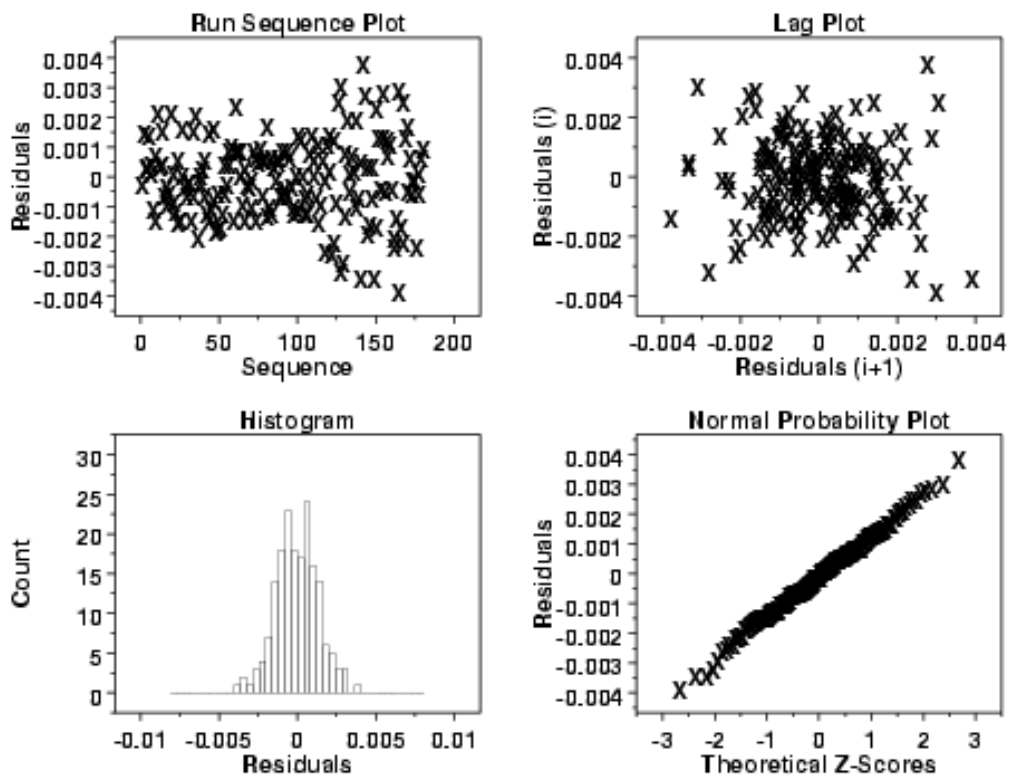 Run Sequence Plot
Residuals
0.004
0.003
0.002
0.001
0
-0.001
-0.002
-0.003
-0.004
0 50 100 150 200
Sequence
Lag Plot
Residuals (i)
0.004
0.002
0
-0.002
-0.004
-0.004 -0.002 0 0.002 0.004
Residuals (i+1)
Histogram
Count
30
25
20
15
10
5
0
-0.01 -0.005 0 0.005 0.01
Residuals
Normal Probability Plot
Residuals
0.004
0.003
0.002
0.001
0
-0.001
-0.002
-0.003
-0.004
-3 -2 -1 0 1 2 3
Theoretical Z-Scores